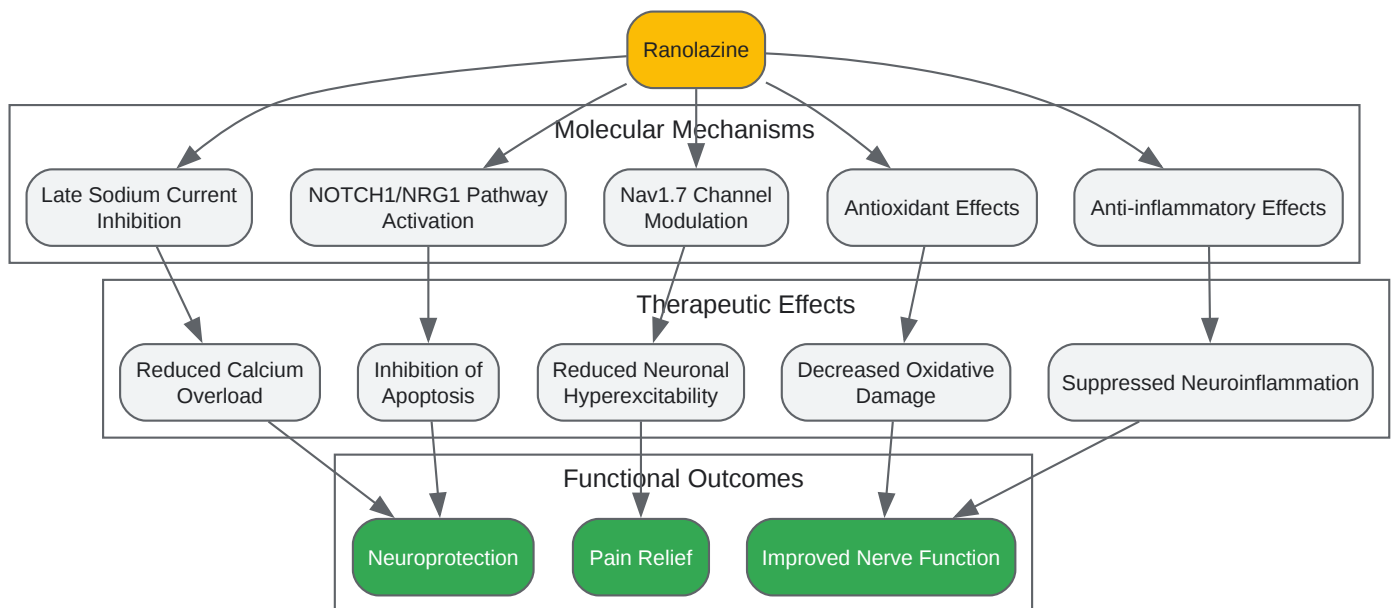 Ranolazine
Molecular Mechanisms
Late Sodium Current
Inhibition
NOTCH1/NRG1 Pathway
Activation
Nav1.7 Channel
Modulation
Antioxidant Effects
Anti-inflammatory Effects
Therapeutic Effects
Reduced Calcium
Overload
Inhibition of
Apoptosis
Reduced Neuronal
Hyperexcitability
Decreased Oxidative
Damage
Suppressed Neuroinflammation
Functional Outcomes
Neuroprotection
Pain Relief
Improved Nerve Function